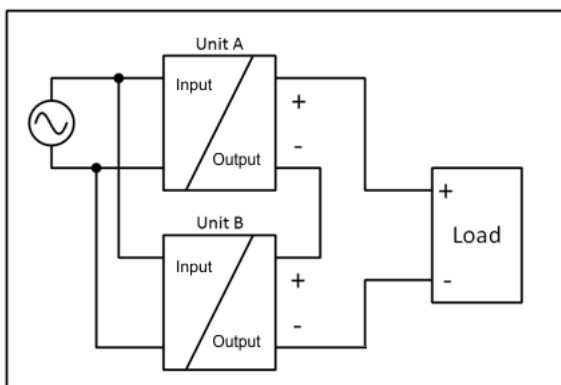 Unit A
Input
+
-
Output
Unit B
Input
+
-
Output
+
Load
-